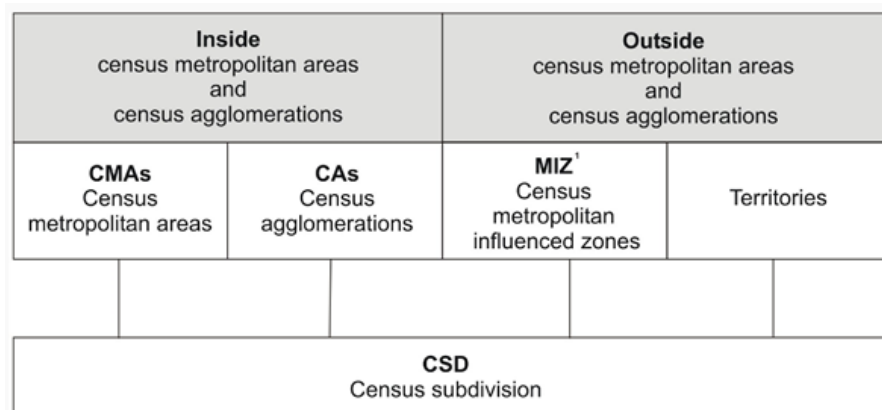 Inside
census metropolitan areas
and
census agglomerations
Outside
census metropolitan areas
and
census agglomerations
CMAs
Census
metropolitan areas
CAs
Census
agglomerations
MIZ¹
Census
metropolitan
influenced zones
Territories
CSD
Census subdivision